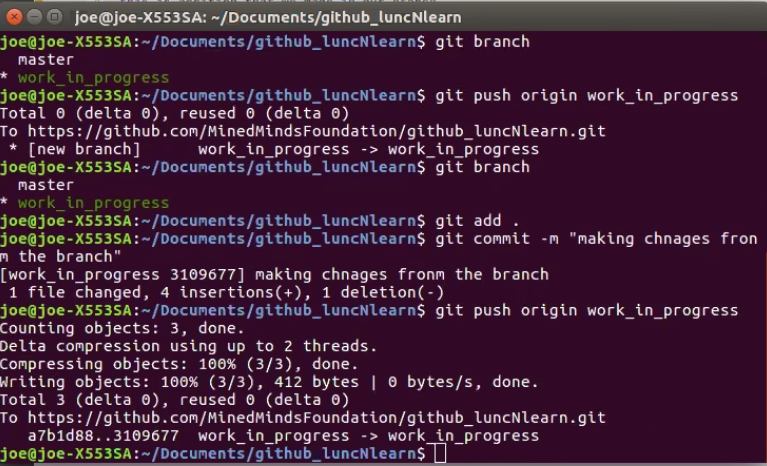 joe@joe-X553SA: ~/Documents/github_luncNlearn
joe@joe-X553SA:~/Documents/github_luncNlearn$ git branch
  master
* work_in_progress
joe@joe-X553SA:~/Documents/github_luncNlearn$ git push origin work_in_progress
Total 0 (delta 0), reused 0 (delta 0)
To https://github.com/MinedMindsFoundation/github_luncNlearn.git
 * [new branch]      work_in_progress -> work_in_progress
joe@joe-X553SA:~/Documents/github_luncNlearn$ git branch
  master
* work_in_progress
joe@joe-X553SA:~/Documents/github_luncNlearn$ git add .
joe@joe-X553SA:~/Documents/github_luncNlearn$ git commit -m "making chnages fron
m the branch"
[work_in_progress 3109677] making chnages fronm the branch
 1 file changed, 4 insertions(+), 1 deletion(-)
joe@joe-X553SA:~/Documents/github_luncNlearn$ git push origin work_in_progress
Counting objects: 3, done.
Delta compression using up to 2 threads.
Compressing objects: 100% (3/3), done.
Writing objects: 100% (3/3), 412 bytes | 0 bytes/s, done.
Total 3 (delta 0), reused 0 (delta 0)
To https://github.com/MinedMindsFoundation/github_luncNlearn.git
   a7b1d88..3109677  work_in_progress -> work_in_progress
joe@joe-X553SA:~/Documents/github_luncNlearn$